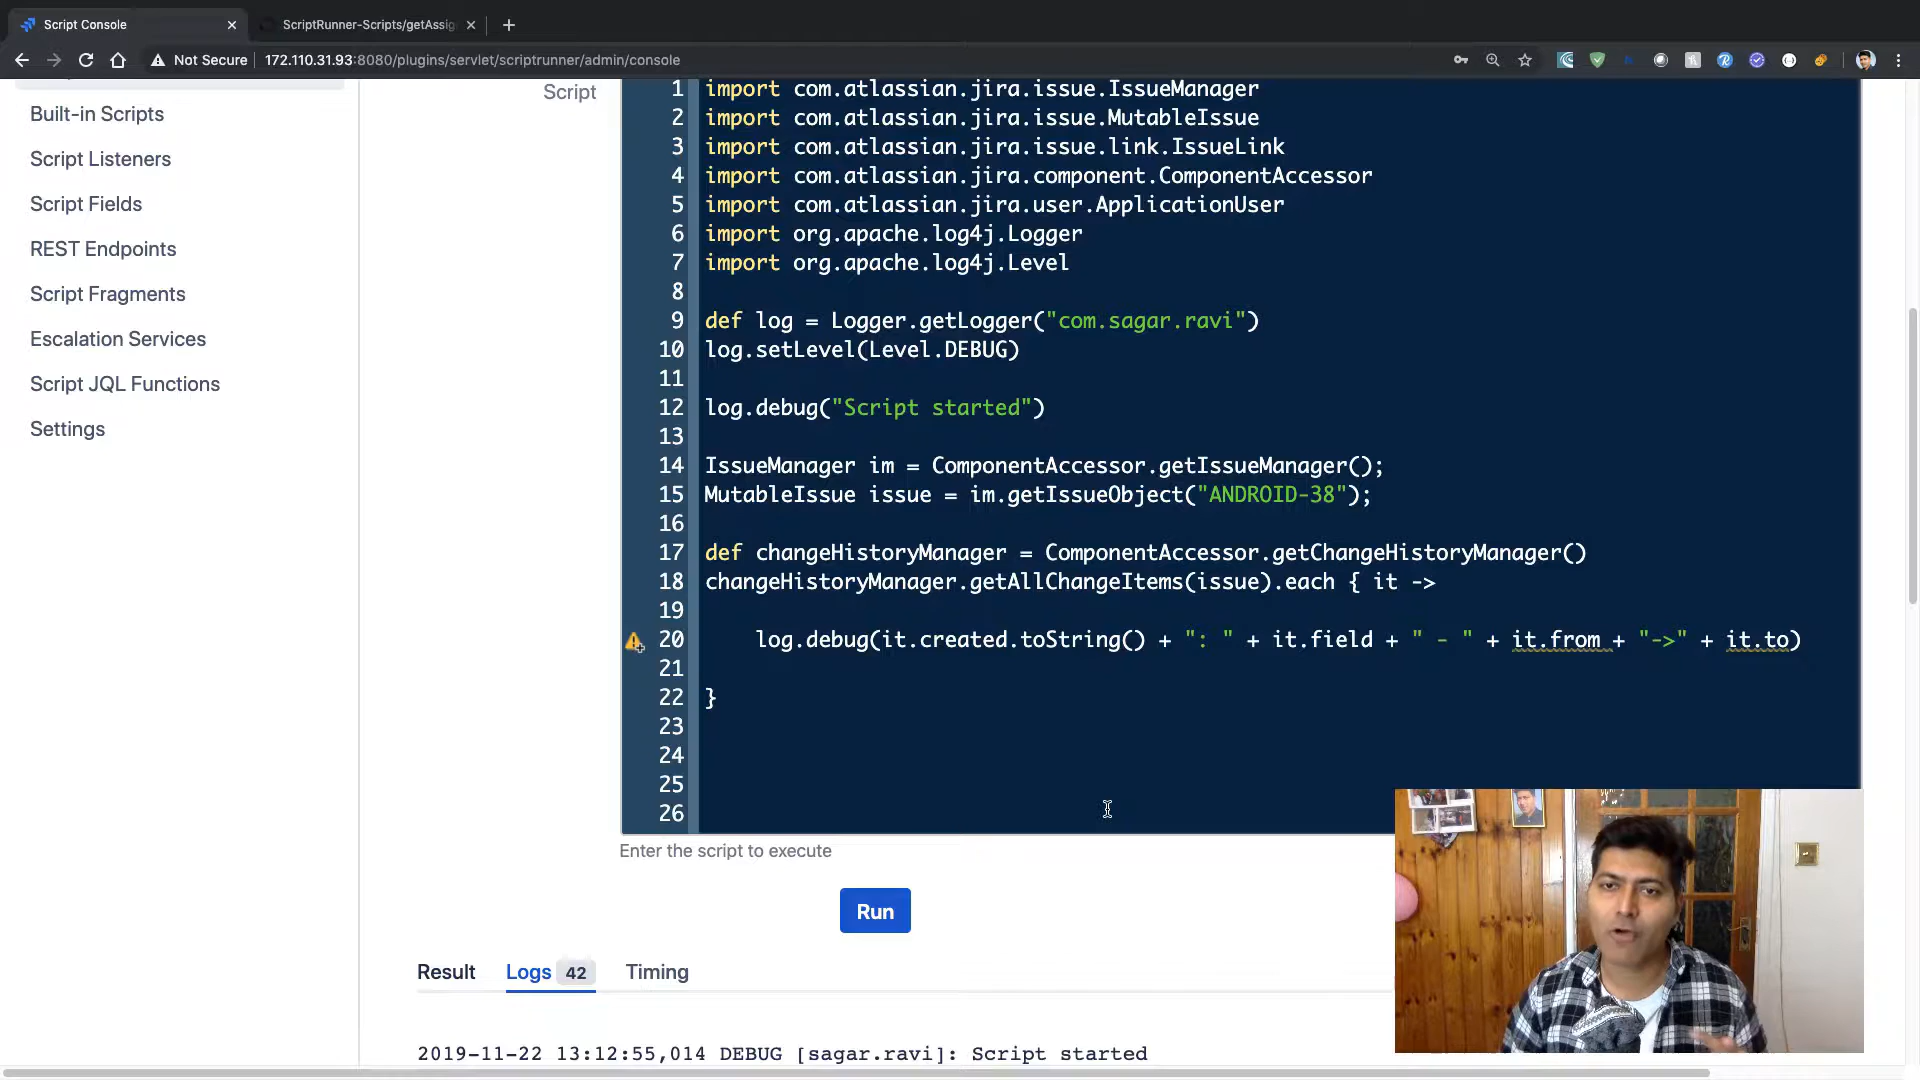 Script Console
ScriptRunner-Scripts/getAssig
Not Secure
172.110.31.93:8080/plugins/servlet/scriptrunner/admin/console
Built-in Scripts
Script Listeners
Script Fields
REST Endpoints
Script Fragments
Escalation Services
Script JQL Functions
Settings
Script
1 import com.atlassian.jira.issue.IssueManager
2 import com.atlassian.jira.issue.MutableIssue
3 import com.atlassian.jira.issue.link.IssueLink
4 import com.atlassian.jira.component.ComponentAccessor
5 import com.atlassian.jira.user.ApplicationUser
6 import org.apache.log4j.Logger
7 import org.apache.log4j.Level
8
9 def log = Logger.getLogger("com.sagar.ravi")
10 log.setLevel(Level.DEBUG)
11
12 log.debug("Script started")
13
14 IssueManager im = ComponentAccessor.getIssueManager();
15 MutableIssue issue = im.getIssueObject("ANDROID-38");
16
17 def changeHistoryManager = ComponentAccessor.getChangeHistoryManager()
18 changeHistoryManager.getAllChangeItems(issue).each { it ->
19
20 log.debug(it.created.toString() + ": " + it.field + " - " + it.from + "->" + it.to)
21
22 }
23
24
25
26
Enter the script to execute
Run
Result
Logs 42
Timing
2019-11-22 13:12:55,014 DEBUG [sagar.ravi]: Script started